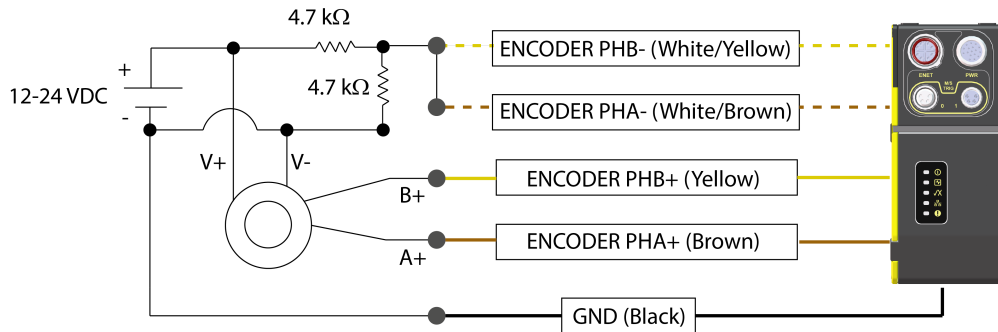 4.7 kΩ
ENCODER PHB- (White/Yellow)
ENET
PWR
+
12-24 VDC
-
4.7 kΩ
M/S
TRIG
0
1
ENCODER PHA- (White/Brown)
V+
V-
B+
ENCODER PHB+ (Yellow)
A+
ENCODER PHA+ (Brown)
GND (Black)